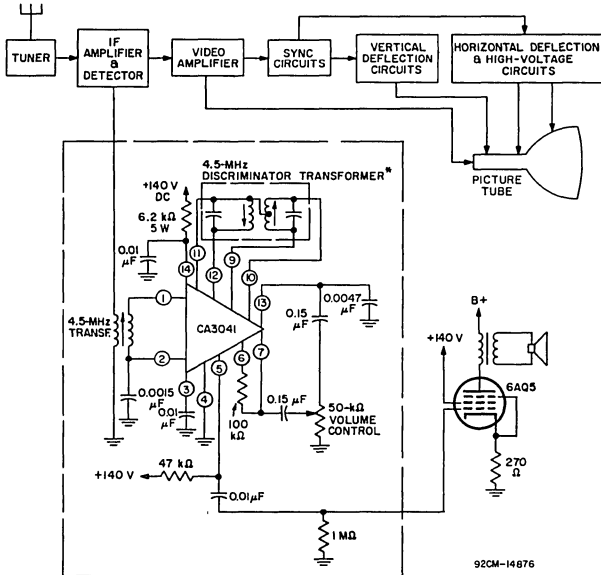 TUNER
IF
AMPLIFIER
&
DETECTOR
VIDEO
AMPLIFIER
SYNC
CIRCUITS
VERTICAL
DEFLECTION
CIRCUITS
HORIZONTAL DEFLECTION
& HIGH-VOLTAGE
CIRCUITS
PICTURE
TUBE
4.5-MHz
DISCRIMINATOR TRANSFORMER*
+140 V
DC
6.2 kΩ
5 W
0.01
μF
11
12
9
10
14
13
1
4.5-MHz
TRANSF.
2
CA3041
0.15
μF
0.0047
μF
3
4
5
6
7
0.0015
μF
0.01
μF
100
kΩ
0.15 μF
50-kΩ
VOLUME
CONTROL
+140 V
47 kΩ
0.01μF
1 MΩ
B+
+140 V
6AQ5
270
Ω
92CM-14876